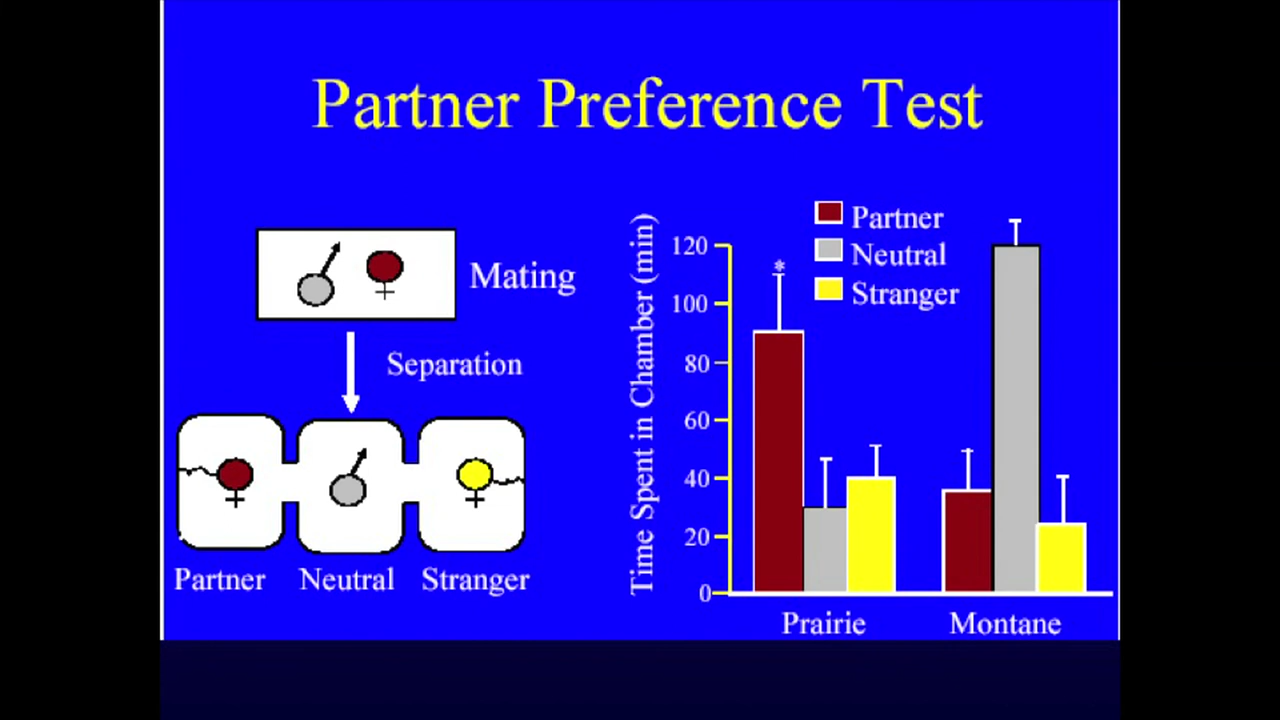 Partner Preference Test
Mating
Separation
Partner
Neutral
Stranger
Time Spent in Chamber (min)
120
100
80
60
40
20
0
*
Partner
Neutral
Stranger
Prairie
Montane